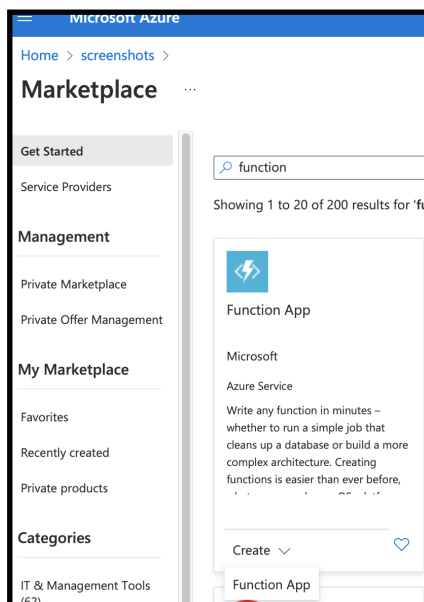 Microsoft Azure
Home > screenshots >
Marketplace ...
Get Started
Service Providers
Management
Private Marketplace
Private Offer Management
My Marketplace
Favorites
Recently created
Private products
Categories
IT & Management Tools
(62)
function
Showing 1 to 20 of 200 results for 'fu
Function App
Microsoft
Azure Service
Write any function in minutes –
whether to run a simple job that
cleans up a database or build a more
complex architecture. Creating
functions is easier than ever before,
Create
Function App